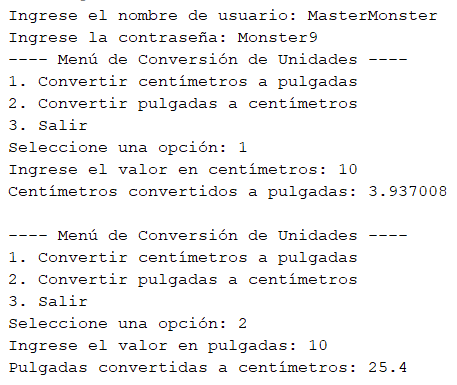 Ingrese el nombre de usuario: MasterMonster
Ingrese la contraseña: Monster9
---- Menú de Conversión de Unidades ----
1. Convertir centímetros a pulgadas
2. Convertir pulgadas a centímetros
3. Salir
Seleccione una opción: 1
Ingrese el valor en centímetros: 10
Centímetros convertidos a pulgadas: 3.937008
---- Menú de Conversión de Unidades ----
1. Convertir centímetros a pulgadas
2. Convertir pulgadas a centímetros
3. Salir
Seleccione una opción: 2
Ingrese el valor en pulgadas: 10
Pulgadas convertidas a centímetros: 25.4